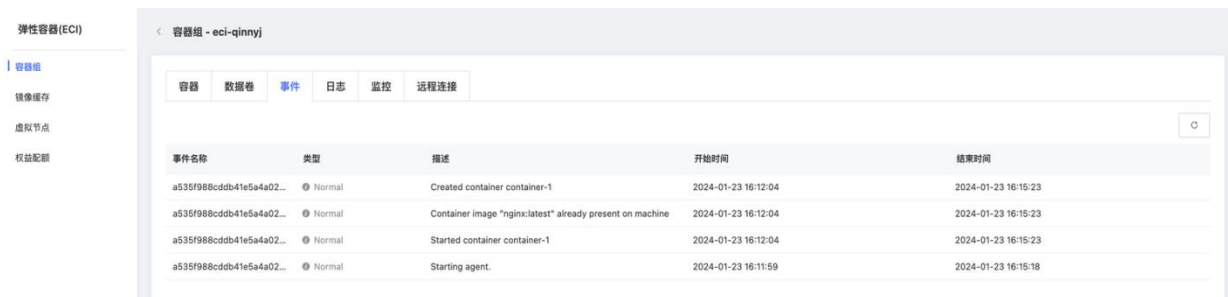 弹性容器(ECI)
容器组
镜像缓存
虚拟节点
权益配额
容器组 - eci-qinnyj
容器 数据卷 事件 日志 监控 远程连接
事件名称 类型 描述 开始时间 结束时间
a535f988cddb41e5a4a02... Normal Created container container-1 2024-01-23 16:12:04 2024-01-23 16:15:23
a535f988cddb41e5a4a02... Normal Container image "nginx:latest" already present on machine 2024-01-23 16:12:04 2024-01-23 16:15:23
a535f988cddb41e5a4a02... Normal Started container container-1 2024-01-23 16:12:04 2024-01-23 16:15:23
a535f988cddb41e5a4a02... Normal Starting agent. 2024-01-23 16:11:59 2024-01-23 16:15:18